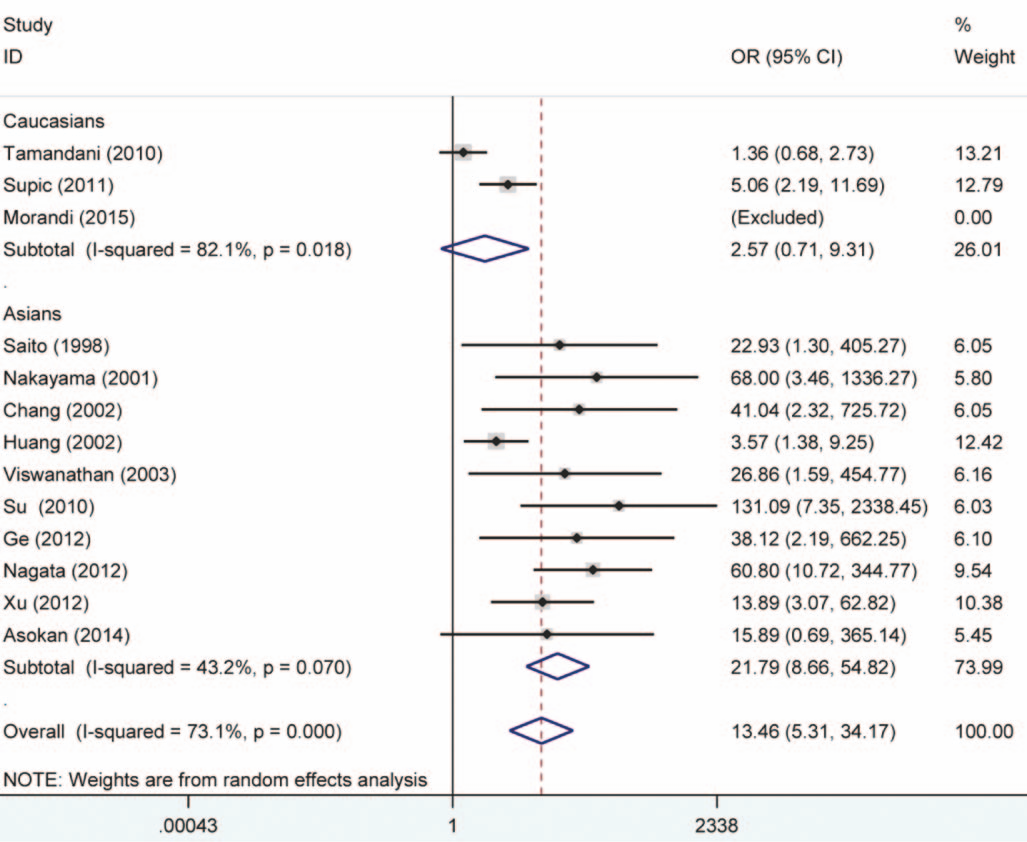 Study %
ID OR (95% CI) Weight
Caucasians
Tamandani (2010) 1.36 (0.68, 2.73) 13.21
Supic (2011) 5.06 (2.19, 11.69) 12.79
Morandi (2015) (Excluded) 0.00
Subtotal (I-squared = 82.1%, p = 0.018) 2.57 (0.71, 9.31) 26.01
.
Asians
Saito (1998) 22.93 (1.30, 405.27) 6.05
Nakayama (2001) 68.00 (3.46, 1336.27) 5.80
Chang (2002) 41.04 (2.32, 725.72) 6.05
Huang (2002) 3.57 (1.38, 9.25) 12.42
Viswanathan (2003) 26.86 (1.59, 454.77) 6.16
Su (2010) 131.09 (7.35, 2338.45) 6.03
Ge (2012) 38.12 (2.19, 662.25) 6.10
Nagata (2012) 60.80 (10.72, 344.77) 9.54
Xu (2012) 13.89 (3.07, 62.82) 10.38
Asokan (2014) 15.89 (0.69, 365.14) 5.45
Subtotal (I-squared = 43.2%, p = 0.070) 21.79 (8.66, 54.82) 73.99
.
Overall (I-squared = 73.1%, p = 0.000) 13.46 (5.31, 34.17) 100.00
NOTE: Weights are from random effects analysis
.00043 1 2338